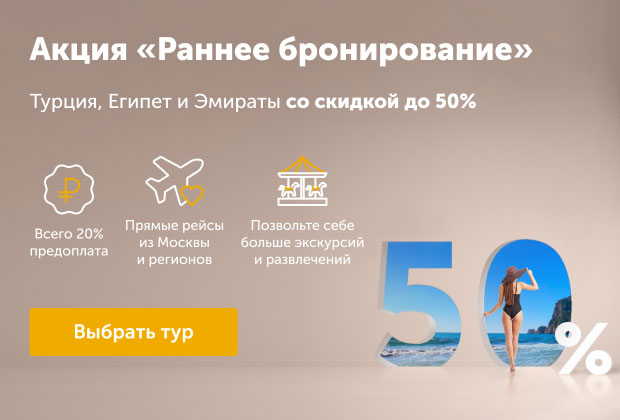 Акция «Раннее бронирование»
Турция, Египет и Эмираты со скидкой до 50%
Всего 20%
предоплата
Прямые рейсы
из Москвы
и регионов
Позвольте себе
больше экскурсий
и развлечений
Выбрать тур
50%